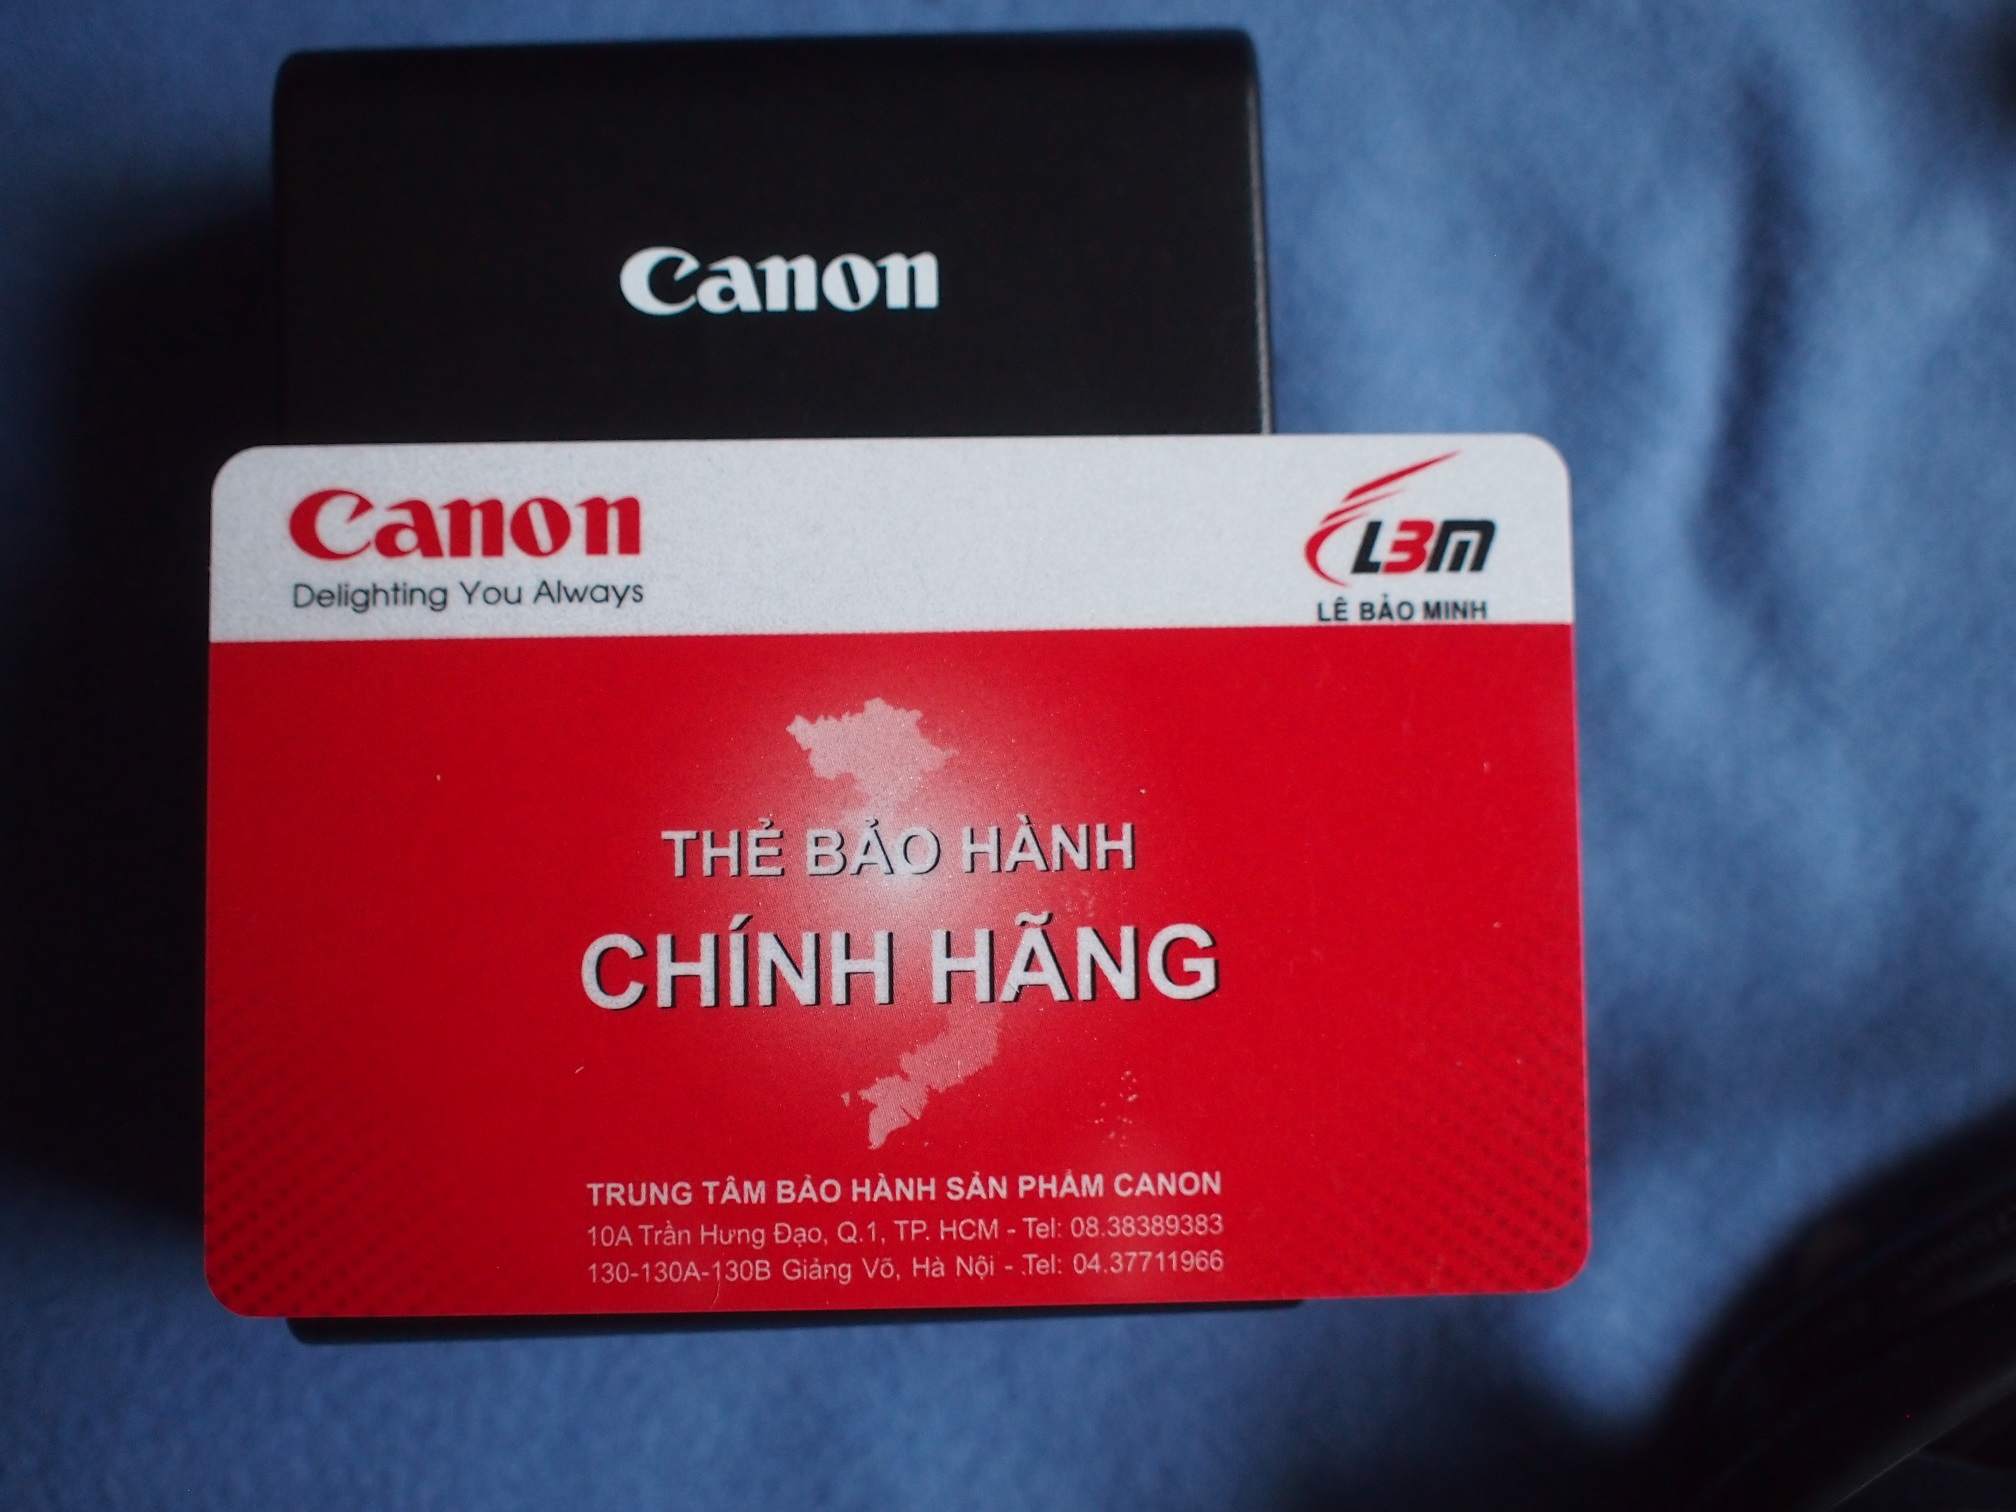 Canon
Canon
Delighting You Always
LBM
LÊ BẢO MINH
THẺ BẢO HÀNH
CHÍNH HÃNG
TRUNG TÂM BẢO HÀNH SẢN PHẨM CANON
10A Trần Hưng Đạo, Q.1, TP. HCM - Tel: 08.38389383
130-130A-130B Giảng Võ, Hà Nội - Tel: 04.37711966